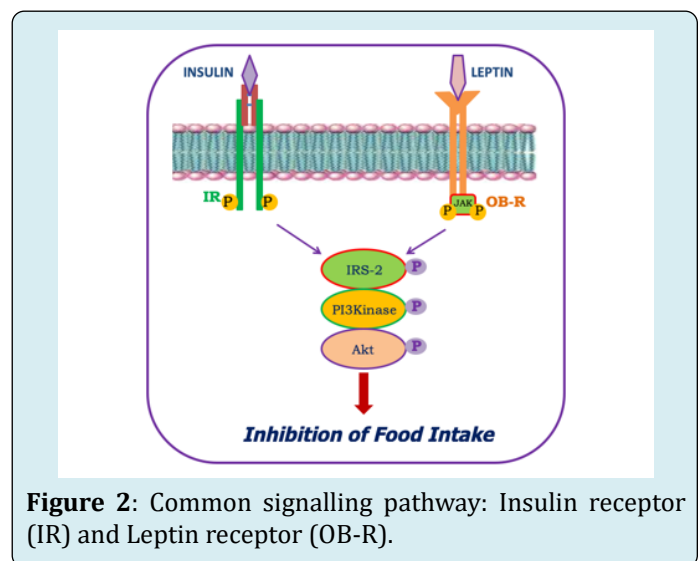 INSULIN
LEPTIN
IR
P
P
P
JAK
P
OB-R
IRS-2
P
PI3Kinase
P
Akt
P
Inhibition of Food Intake
Figure 2: Common signalling pathway: Insulin receptor
(IR) and Leptin receptor (OB-R).